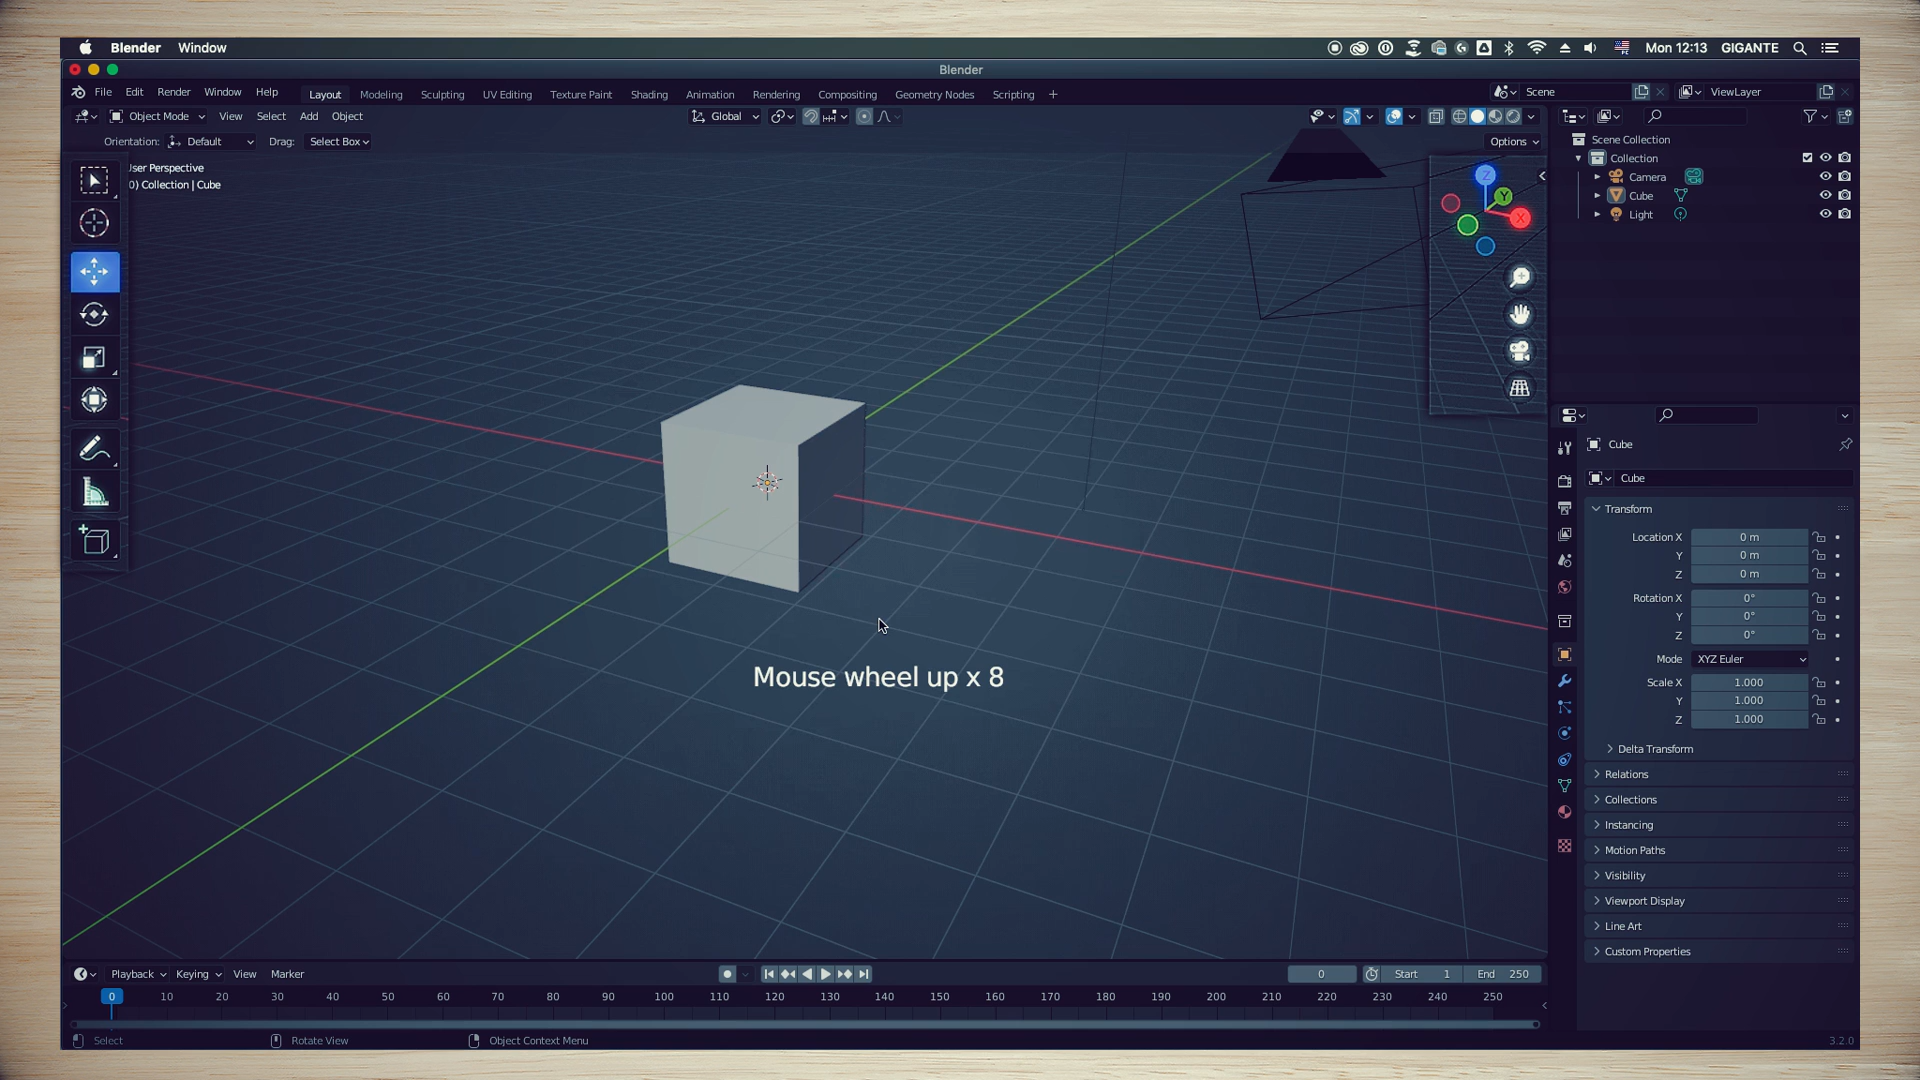 Blender Window Mon 12:13 GIGANTE
Blender
File Edit Render Window Help Layout Modeling Sculpting UV Editing Texture Paint Shading Animation Rendering Compositing Geometry Nodes Scripting + Scene ViewLayer
Object Mode View Select Add Object Global
Orientation: Default Drag: Select Box Options
User Perspective
0) Collection | Cube
Z
Y
X
Scene Collection
Collection
Camera
Cube
Light
Cube
Cube
Transform
Location X 0 m
Y 0 m
Z 0 m
Rotation X 0°
Y 0°
Z 0°
Mode XYZ Euler
Scale X 1.000
Y 1.000
Z 1.000
Delta Transform
Relations
Collections
Instancing
Motion Paths
Visibility
Viewport Display
Line Art
Custom Properties
Mouse wheel up x 8
Playback Keying View Marker 0 Start 1 End 250
0 10 20 30 40 50 60 70 80 90 100 110 120 130 140 150 160 170 180 190 200 210 220 230 240 250
Select Rotate View Object Context Menu 3.2.0